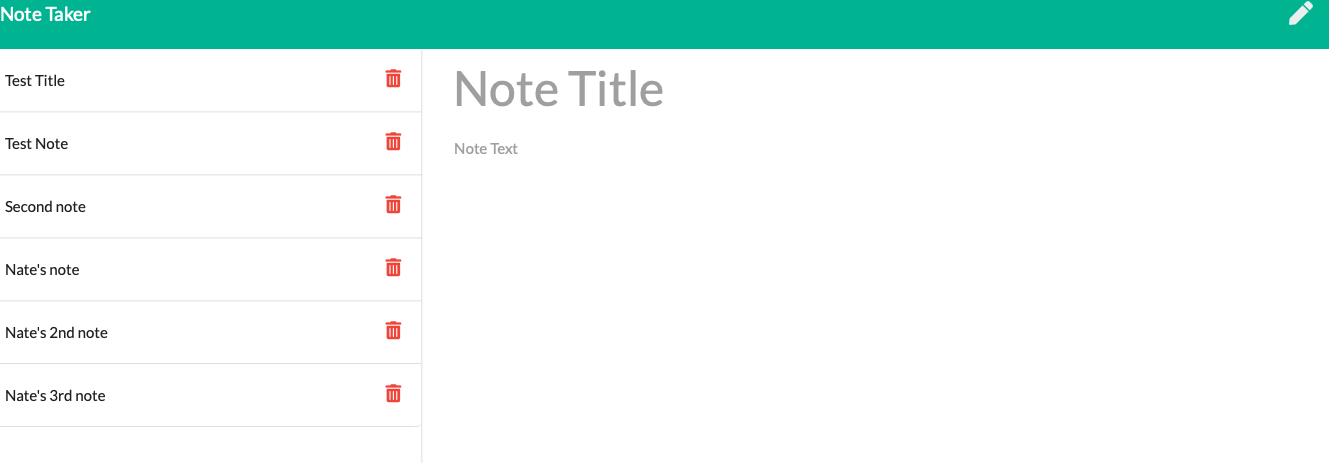 Note Taker
Test Title
Test Note
Second note
Nate's note
Nate's 2nd note
Nate's 3rd note
Note Title
Note Text